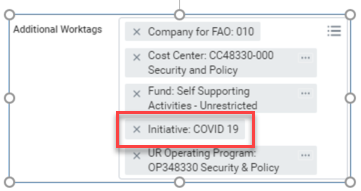 Additional Worktags
× Company for FAO: 010
× Cost Center: CC48330-000
Security and Policy
× Fund: Self Supporting
Activities - Unrestricted
× Initiative: COVID 19
× UR Operating Program:
OP348330 Security & Policy